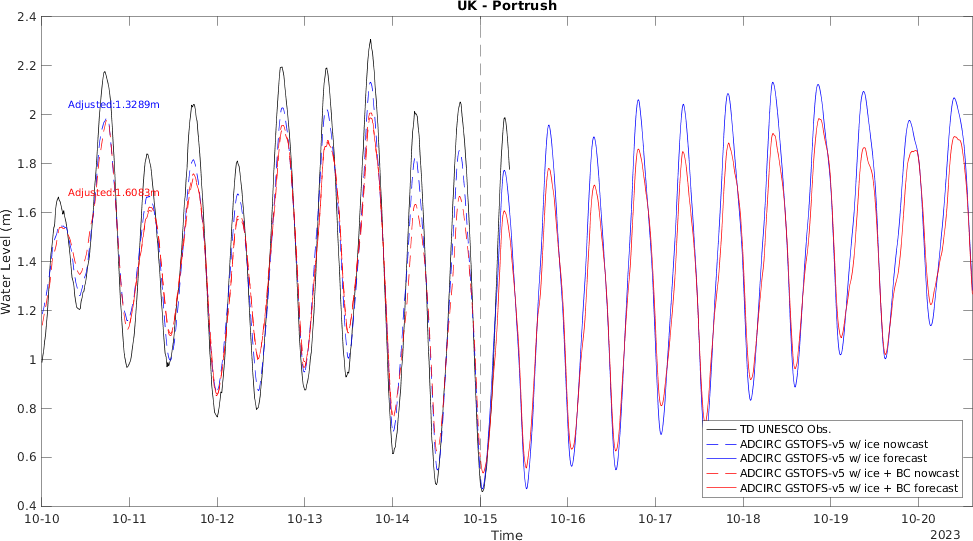 UK - Portrush
2.4
2.2
2
1.8
1.6
1.4
1.2
1
0.8
0.6
0.4
Water Level (m)
Adjusted:1.3289m
Adjusted:1.6083m
TD UNESCO Obs.
ADCIRC GSTOFS-v5 w/ ice nowcast
ADCIRC GSTOFS-v5 w/ ice forecast
ADCIRC GSTOFS-v5 w/ ice + BC nowcast
ADCIRC GSTOFS-v5 w/ ice + BC forecast
10-10 10-11 10-12 10-13 10-14 10-15 10-16 10-17 10-18 10-19 10-20
2023
Time